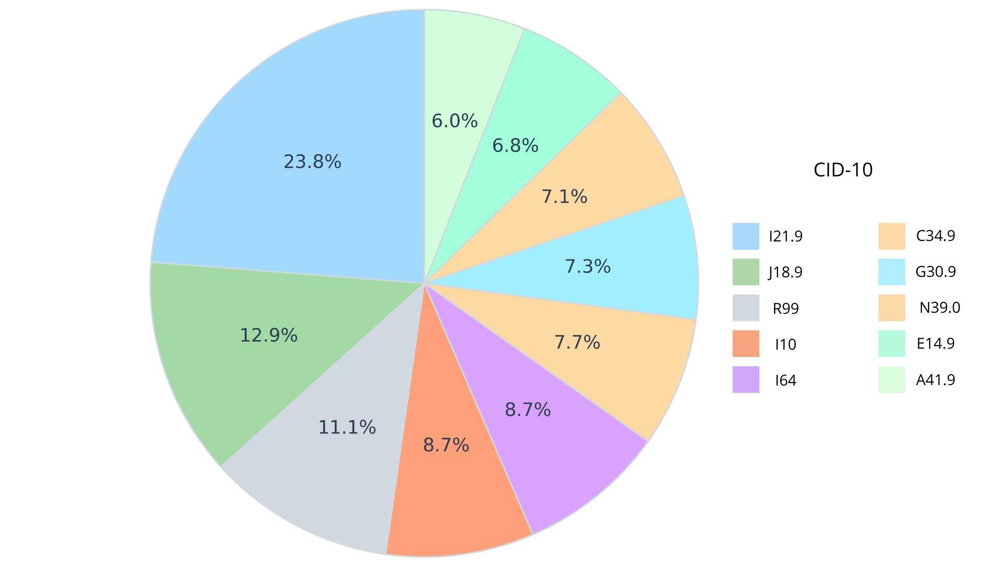 6.0%
6.8%
23.8%
7.1%
7.3%
12.9%
7.7%
8.7%
11.1%
8.7%
CID-10
I21.9
J18.9
R99
I10
I64
C34.9
G30.9
N39.0
E14.9
A41.9